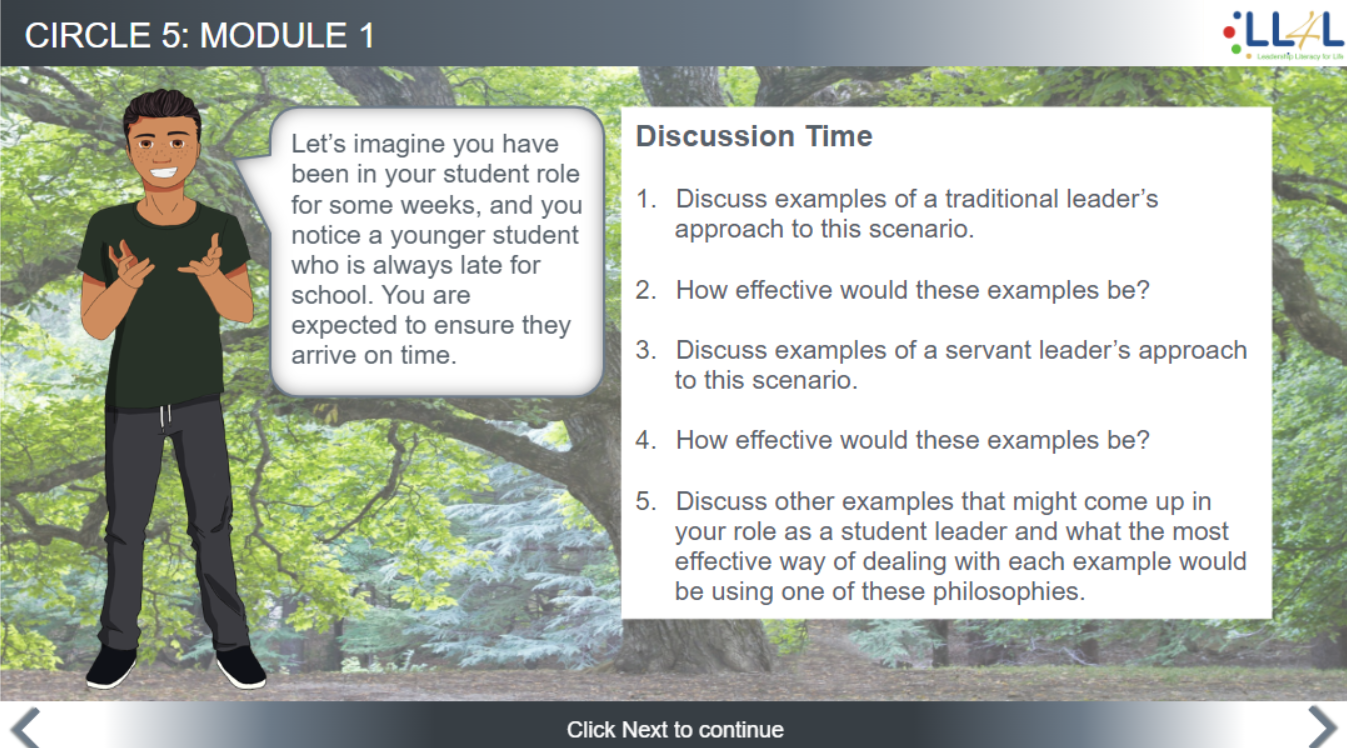 CIRCLE 5: MODULE 1
LL4L
Leadership Literacy for Life
Let’s imagine you have
been in your student role
for some weeks, and you
notice a younger student
who is always late for
school. You are
expected to ensure they
arrive on time.
Discussion Time
1. Discuss examples of a traditional leader’s
approach to this scenario.
2. How effective would these examples be?
3. Discuss examples of a servant leader’s approach
to this scenario.
4. How effective would these examples be?
5. Discuss other examples that might come up in
your role as a student leader and what the most
effective way of dealing with each example would
be using one of these philosophies.
Click Next to continue